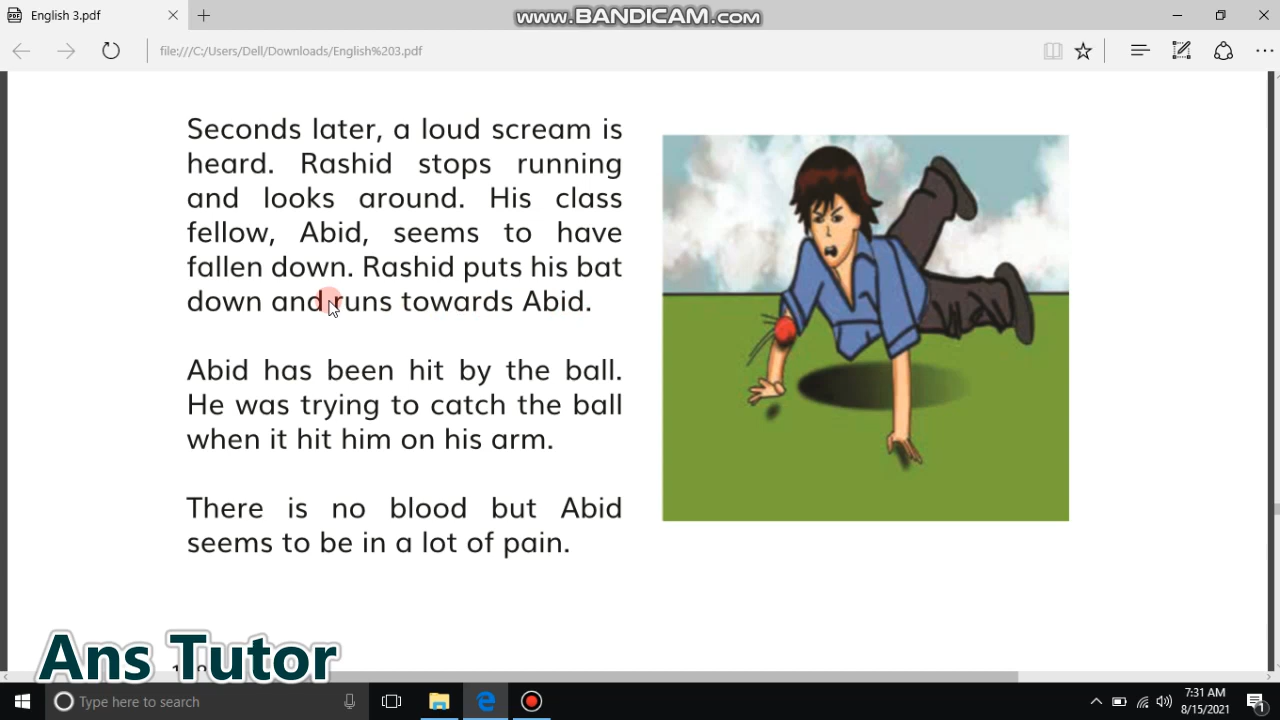 English 3.pdf
www.BANDICAM.com
file:///C:/Users/Dell/Downloads/English%203.pdf
Seconds later, a loud scream is
heard. Rashid stops running
and looks around. His class
fellow, Abid, seems to have
fallen down. Rashid puts his bat
down and runs towards Abid.
Abid has been hit by the ball.
He was trying to catch the ball
when it hit him on his arm.
There is no blood but Abid
seems to be in a lot of pain.
Ans Tutor
Type here to search
7:31 AM
8/15/2021